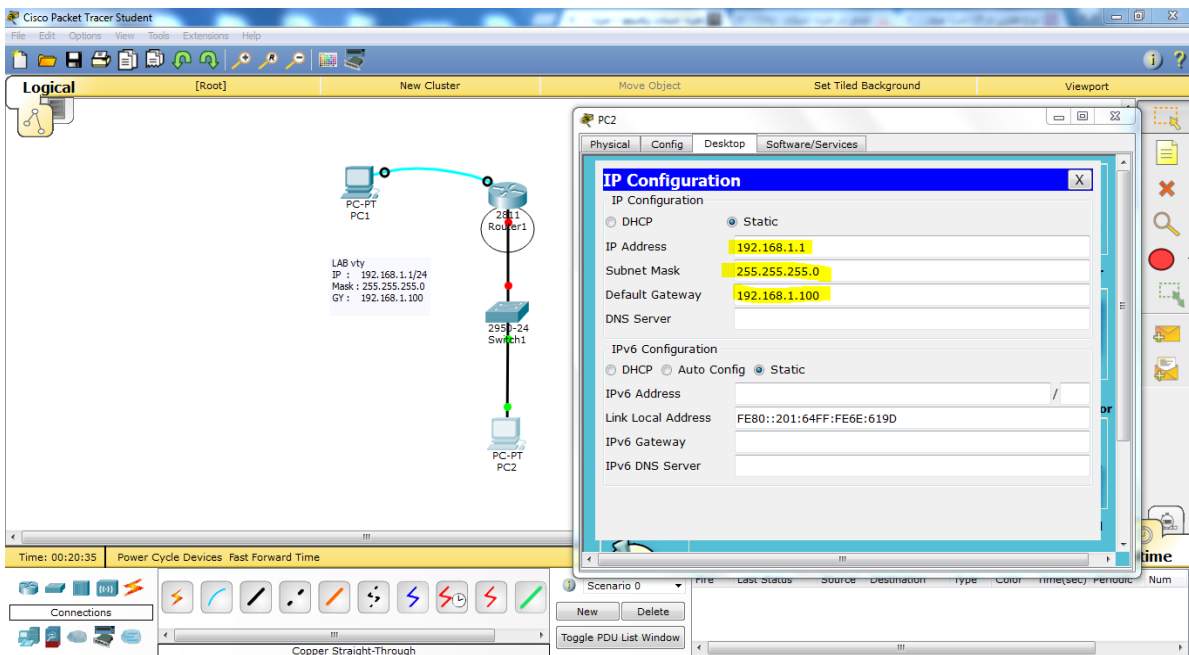 Cisco Packet Tracer Student
File Edit Options View Tools Extensions Help
Logical
[Root]
New Cluster
Move Object
Set Tiled Background
Viewport
PC-PT
PC1
2811
Router1
LAB vty
IP : 192.168.1.1/24
Mask : 255.255.255.0
GY : 192.168.1.100
2950-24
Switch1
PC-PT
PC2
PC2
Physical Config Desktop Software/Services
IP Configuration X
IP Configuration
DHCP Static
IP Address 192.168.1.1
Subnet Mask 255.255.255.0
Default Gateway 192.168.1.100
DNS Server
IPv6 Configuration
DHCP Auto Config Static
IPv6 Address /
Link Local Address FE80::201:64FF:FE6E:619D
IPv6 Gateway
IPv6 DNS Server
Time: 00:20:35 Power Cycle Devices Fast Forward Time
Connections
Copper Straight-Through
Scenario 0
New Delete
Toggle PDU List Window
Fire Last Status Source Destination Type Color Time(sec) Periodic Num